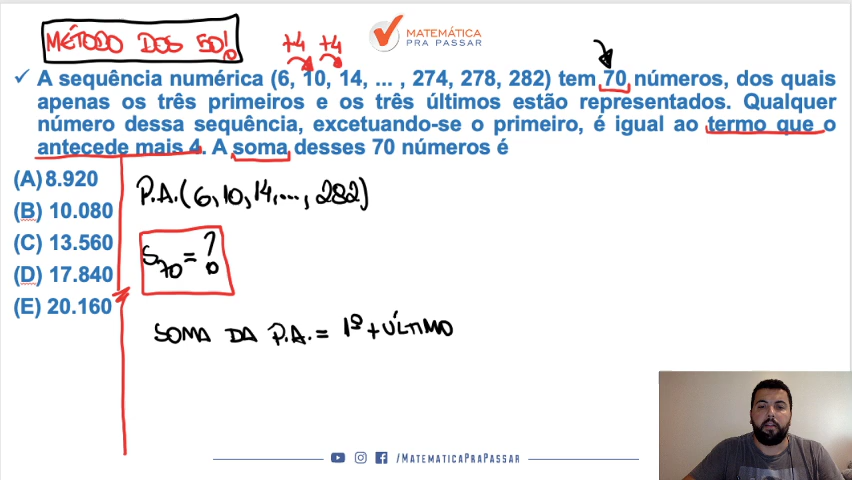 MÉTODO DOS 50!
+4 +4
MATEMÁTICA
PRA PASSAR
✓ A sequência numérica (6, 10, 14, ... , 274, 278, 282) tem 70 números, dos quais
apenas os três primeiros e os três últimos estão representados. Qualquer
número dessa sequência, excetuando-se o primeiro, é igual ao termo que o
antecede mais 4. A soma desses 70 números é
(A) 8.920
(B) 10.080
(C) 13.560
(D) 17.840
(E) 20.160
P.A.(6, 10, 14, ..., 282)
S70 = ?
SOMA DA P.A. = 1º + ÚLTIMO
/MATEMATICAPRAPASSAR